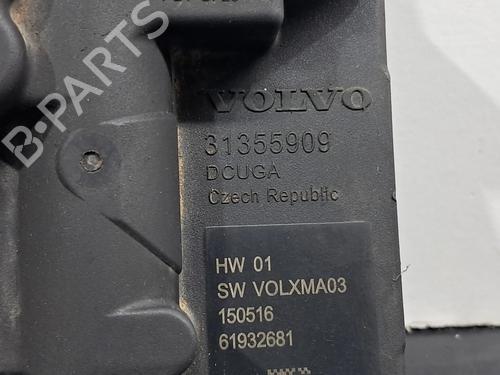 B-PARTS
VOLVO
31355909
DCUGA
Czech Republic
HW 01
SW VOLXMA03
150516
61932681